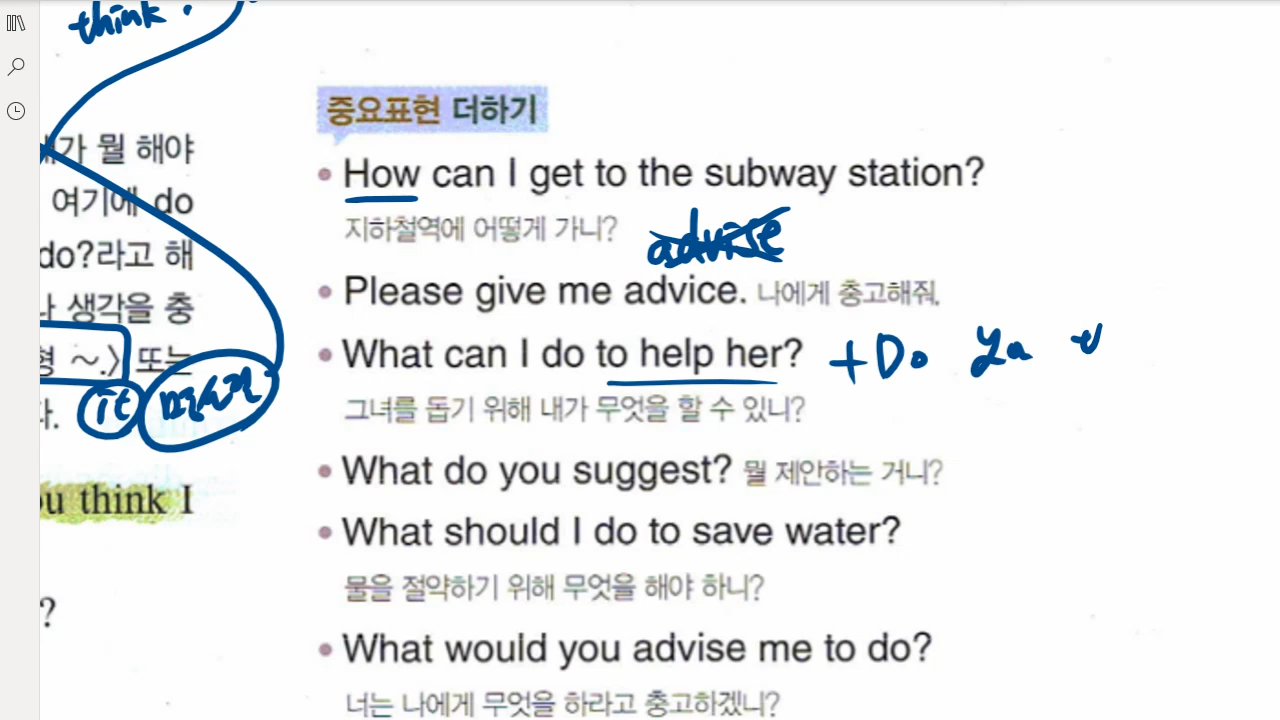 think.
중요표현 더하기
How can I get to the subway station?
지하철역에 어떻게 가니?
advise
Please give me advice. 나에게 충고해줘.
What can I do to help her? + Do
그녀를 돕기 위해 내가 무엇을 할 수 있니?
What do you suggest? 뭘 제안하는 거니?
What should I do to save water?
물을 절약하기 위해 무엇을 해야 하니?
What would you advise me to do?
너는 나에게 무엇을 하라고 충고하겠니?
뭘 해야
여기에 do
do?라고 해
생각을 충
~.> 또는
it
think I
?